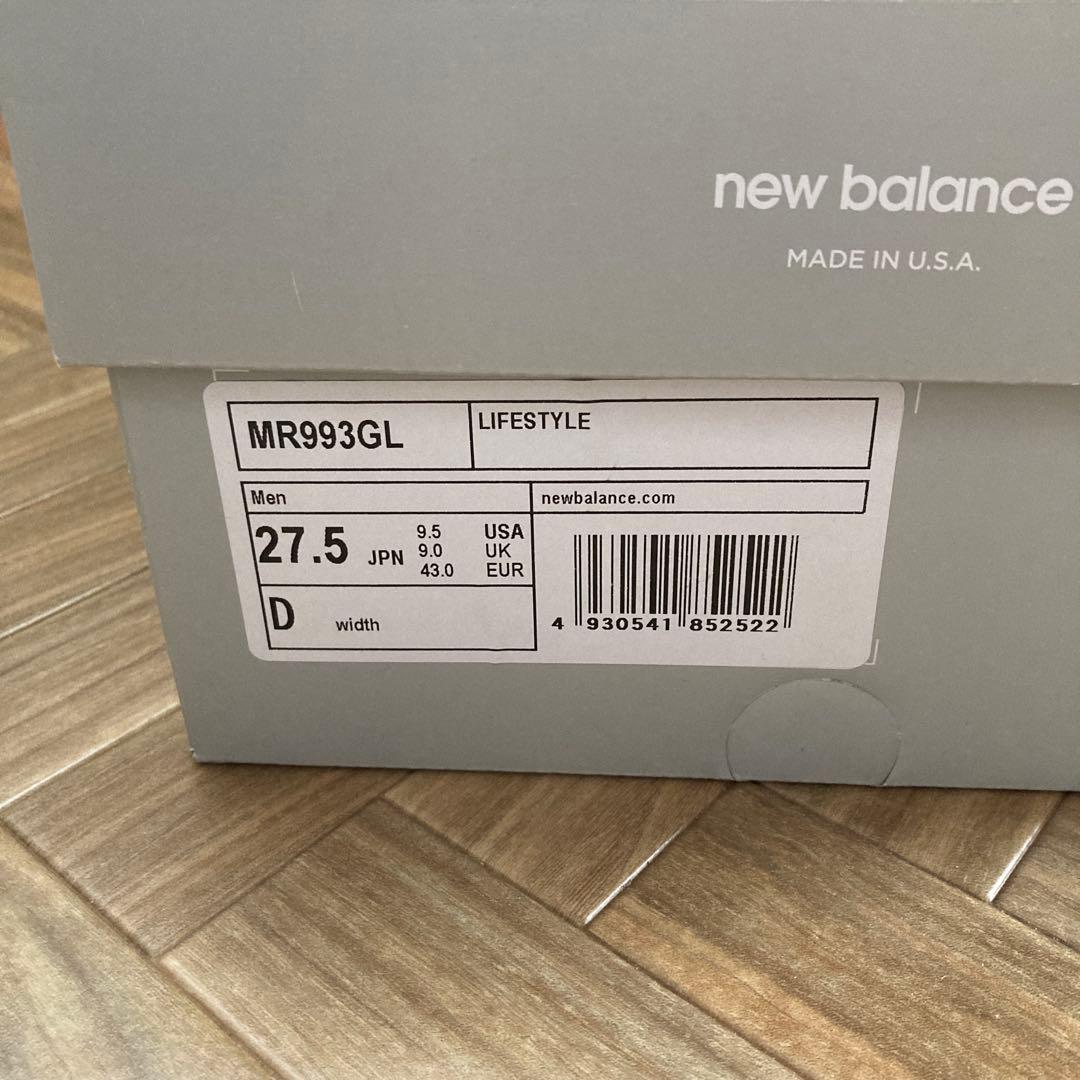 new balance
MADE IN U.S.A.
MR993GL
LIFESTYLE
Men
newbalance.com
27.5 JPN
9.5 USA
9.0 UK
43.0 EUR
D width
4 930541 852522